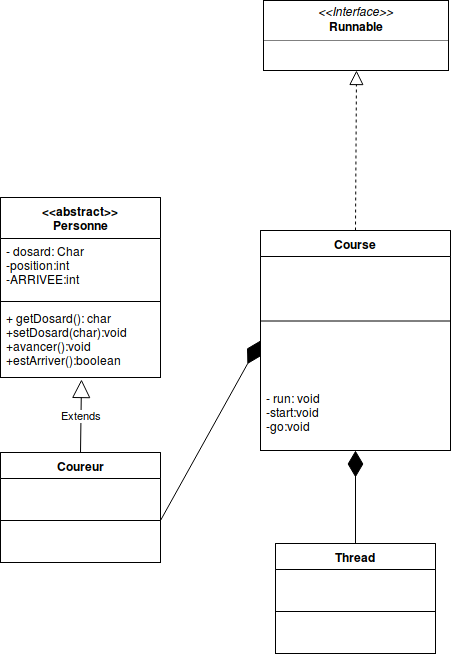 <<Interface>>
Runnable
<<abstract>>
Personne
- dosard: Char
-position:int
-ARRIVEE:int
+ getDosard(): char
+setDosard(char):void
+avancer():void
+estArriver():boolean
Extends
Coureur
Course
- run: void
-start:void
-go:void
Thread